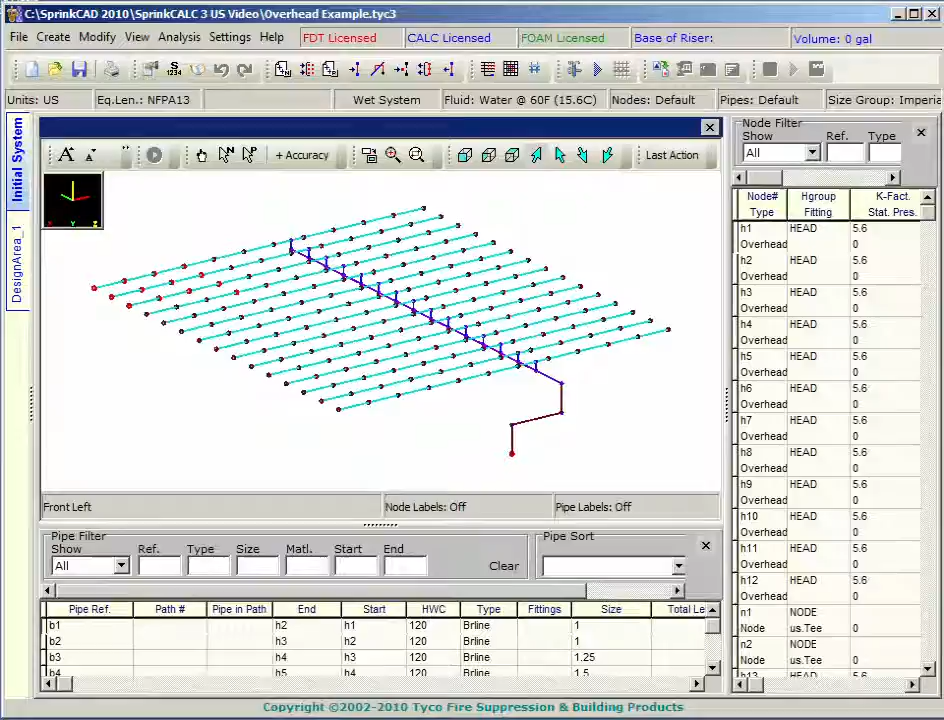 C:\SprinkCAD 2010\SprinkCALC 3 US Video\Overhead Example.tyc3
File Create Modify View Analysis Settings Help FDT Licensed CALC Licensed FOAM Licensed Base of Riser: Volume: 0 gal
Units: US Eq.Len.: NFPA13 Wet System Fluid: Water @ 60F (15.6C) Nodes: Default Pipes: Default Size Group: Imperia
Initial System
DesignArea_1
+ Accuracy Last Action
Front Left Node Labels: Off Pipe Labels: Off
Pipe Filter
Show Ref. Type Size Matl. Start End
All Clear
Pipe Sort
Pipe Ref. Path # Pipe in Path End Start HWC Type Fittings Size Total Le
b1 h2 h1 120 Brline 1
b2 h3 h2 120 Brline 1
b3 h4 h3 120 Brline 1.25
b4 h5 h4 120 Brline 1.5
Node Filter
Show Ref. Type
All
Node# Hgroup K-Fact.
Type Fitting Stat. Pres.
h1 HEAD 5.6
Overhead 0
h2 HEAD 5.6
Overhead 0
h3 HEAD 5.6
Overhead 0
h4 HEAD 5.6
Overhead 0
h5 HEAD 5.6
Overhead 0
h6 HEAD 5.6
Overhead 0
h7 HEAD 5.6
Overhead 0
h8 HEAD 5.6
Overhead 0
h9 HEAD 5.6
Overhead 0
h10 HEAD 5.6
Overhead 0
h11 HEAD 5.6
Overhead 0
h12 HEAD 5.6
Overhead 0
n1 NODE
Node us.Tee 0
n2 NODE
Node us.Tee 0
h13 HEAD 5.6
Copyright ©2002-2010 Tyco Fire Suppression & Building Products